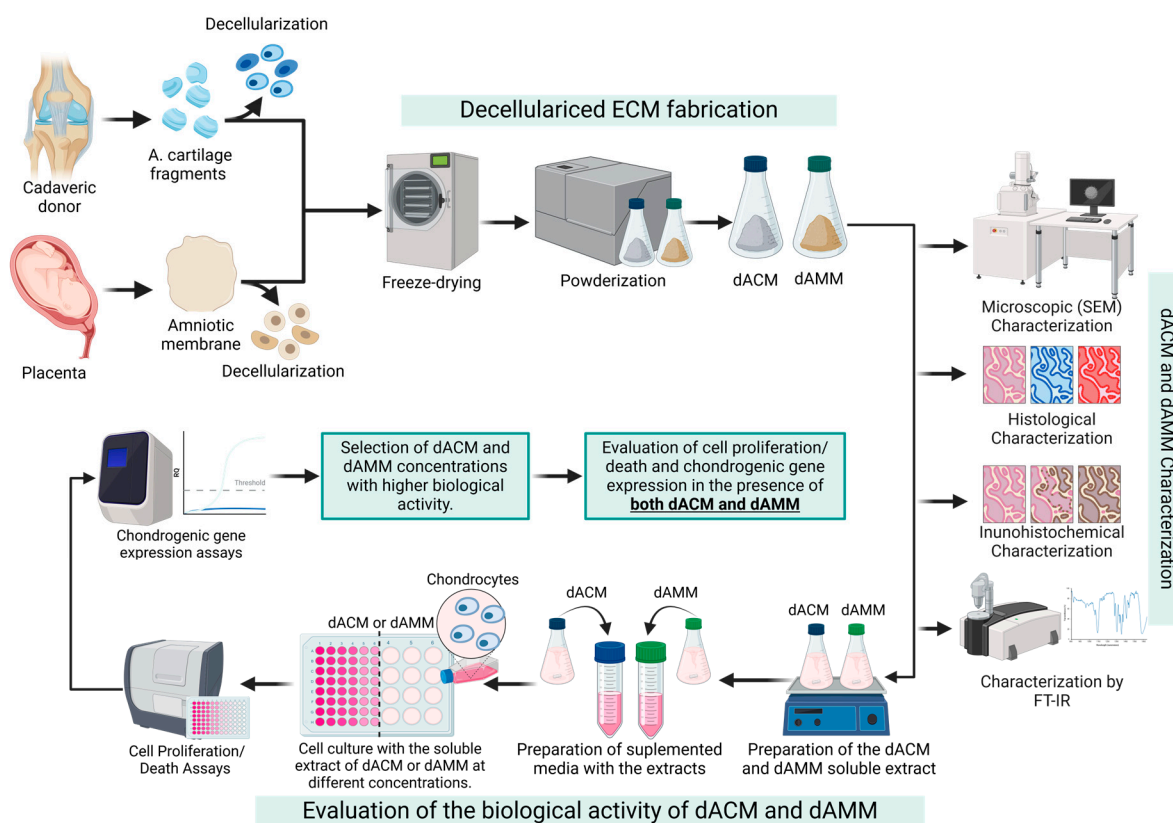 Decellularization
Decellulariced ECM fabrication
A. cartilage
fragments
Cadaveric
donor
Freeze-drying
Powderization
dACM
dAMM
Placenta
Amniotic
membrane
Decellularization
Microscopic (SEM)
Characterization
Histological
Characterization
Inunohistochemical
Characterization
Characterization by
FT-IR
dACM and dAMM Characterization
RQ
Threshold
Chondrogenic gene
expression assays
Selection of dACM and
dAMM concentrations
with higher biological
activity.
Evaluation of cell proliferation/
death and chondrogenic gene
expression in the presence of
both dACM and dAMM
Cell Proliferation/
Death Assays
Chondrocytes
dACM or dAMM
Cell culture with the soluble
extract of dACM or dAMM at
different concentrations.
dACM
dAMM
Preparation of suplemented
media with the extracts
dACM
dAMM
Preparation of the dACM
and dAMM soluble extract
Evaluation of the biological activity of dACM and dAMM